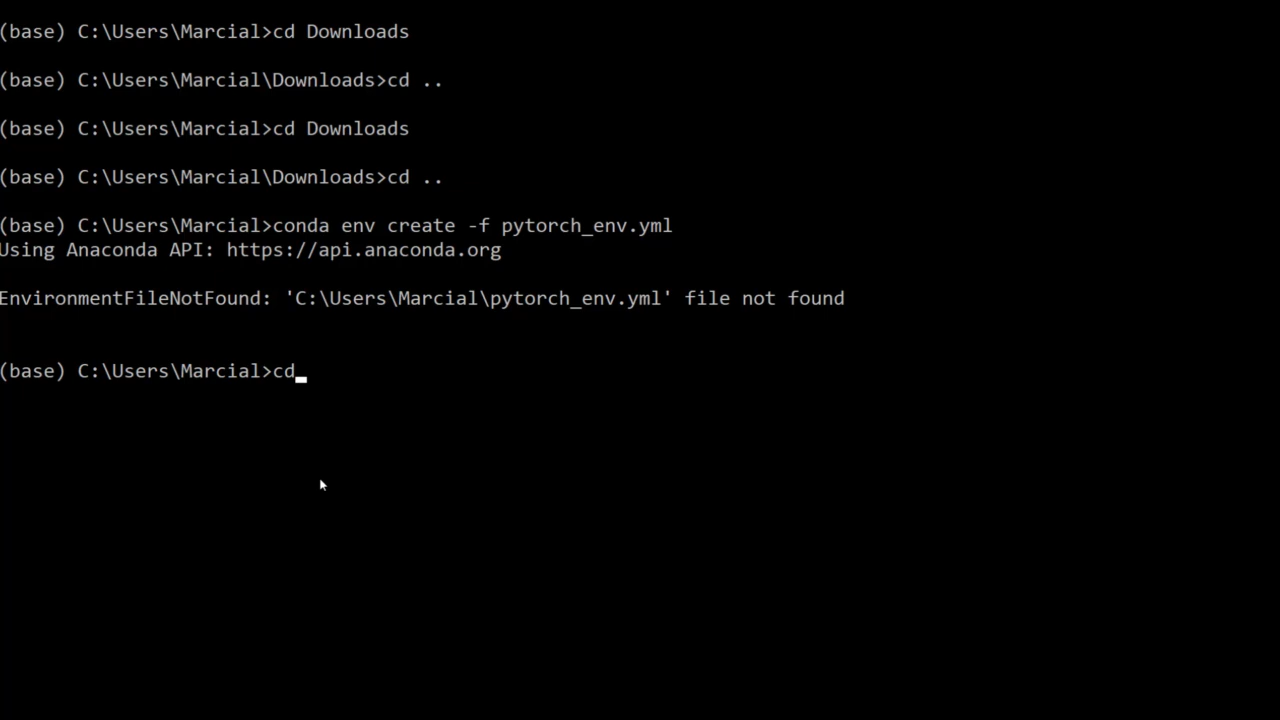 (base) C:\Users\Marcial>cd Downloads
(base) C:\Users\Marcial\Downloads>cd ..
(base) C:\Users\Marcial>cd Downloads
(base) C:\Users\Marcial\Downloads>cd ..
(base) C:\Users\Marcial>conda env create -f pytorch_env.yml
Using Anaconda API: https://api.anaconda.org
EnvironmentFileNotFound: 'C:\Users\Marcial\pytorch_env.yml' file not found
(base) C:\Users\Marcial>cd